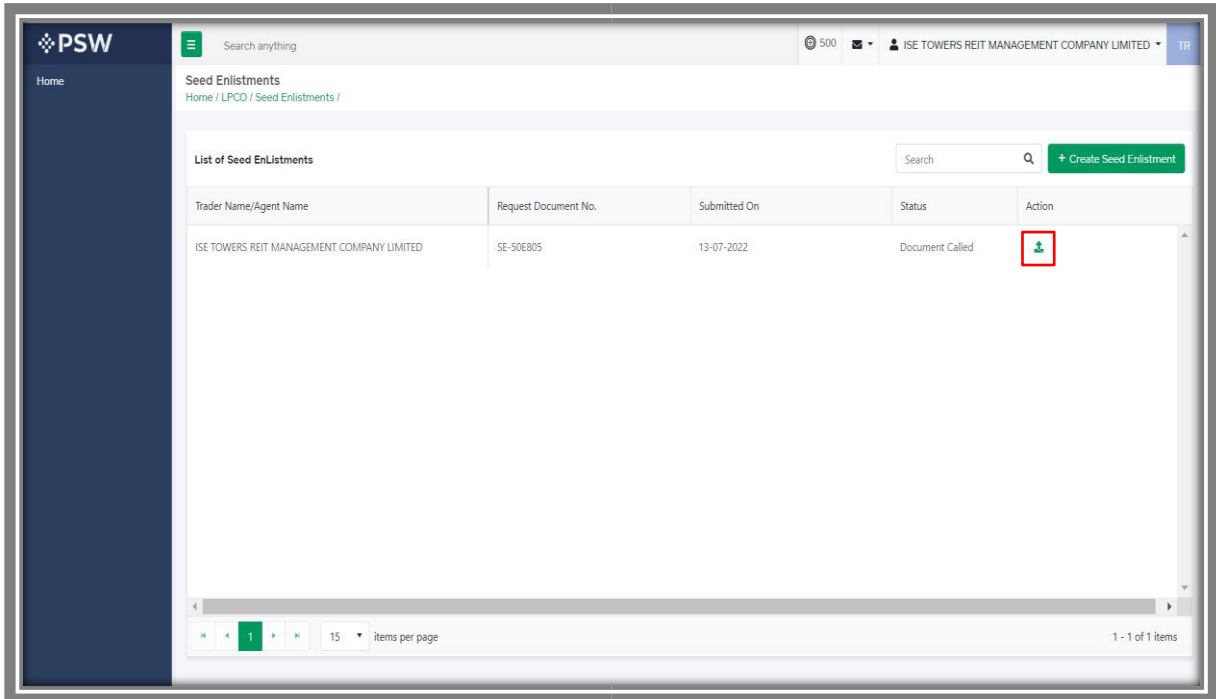 PSW
Search anything
500
ISE TOWERS REIT MANAGEMENT COMPANY LIMITED
TR
Home
Seed Enlistments
Home / LPCO / Seed Enlistments /
List of Seed EnListments
Search
+ Create Seed Enlistment
Trader Name/Agent Name Request Document No. Submitted On Status Action
ISE TOWERS REIT MANAGEMENT COMPANY LIMITED SE-50E805 13-07-2022 Document Called
1 15 items per page 1 - 1 of 1 items